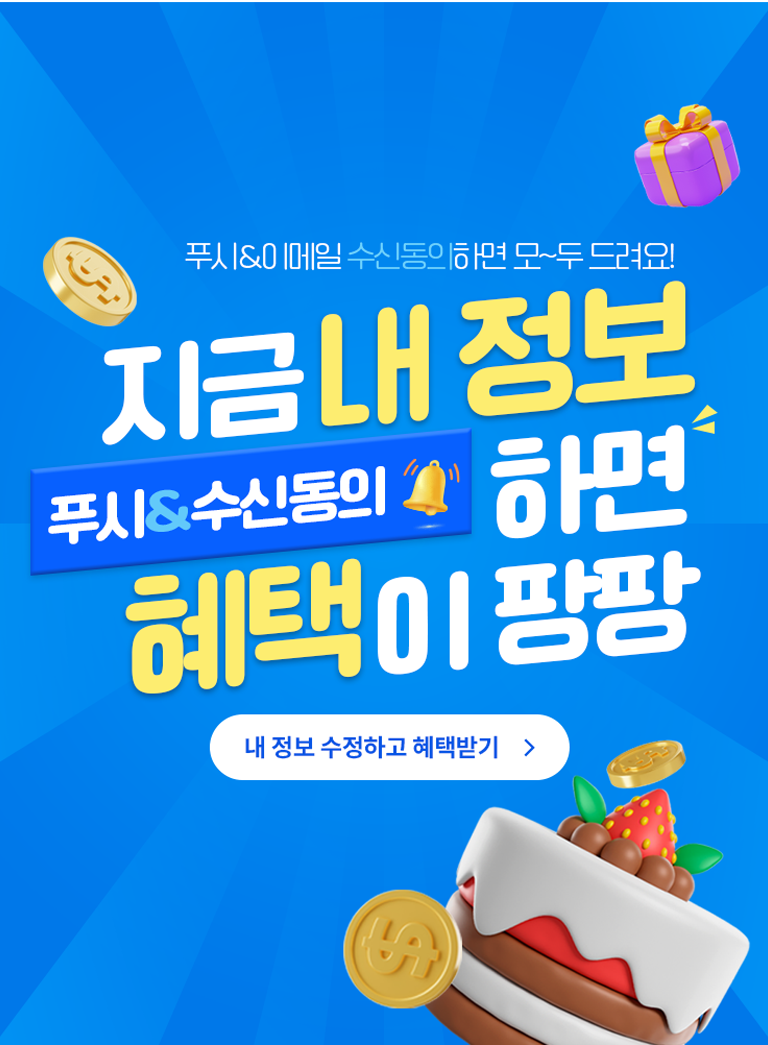 푸시&이메일 수신동의하면 모~두 드려요!
지금 내 정보
푸시&수신동의 하면
혜택이 팡팡
내 정보 수정하고 혜택받기 >